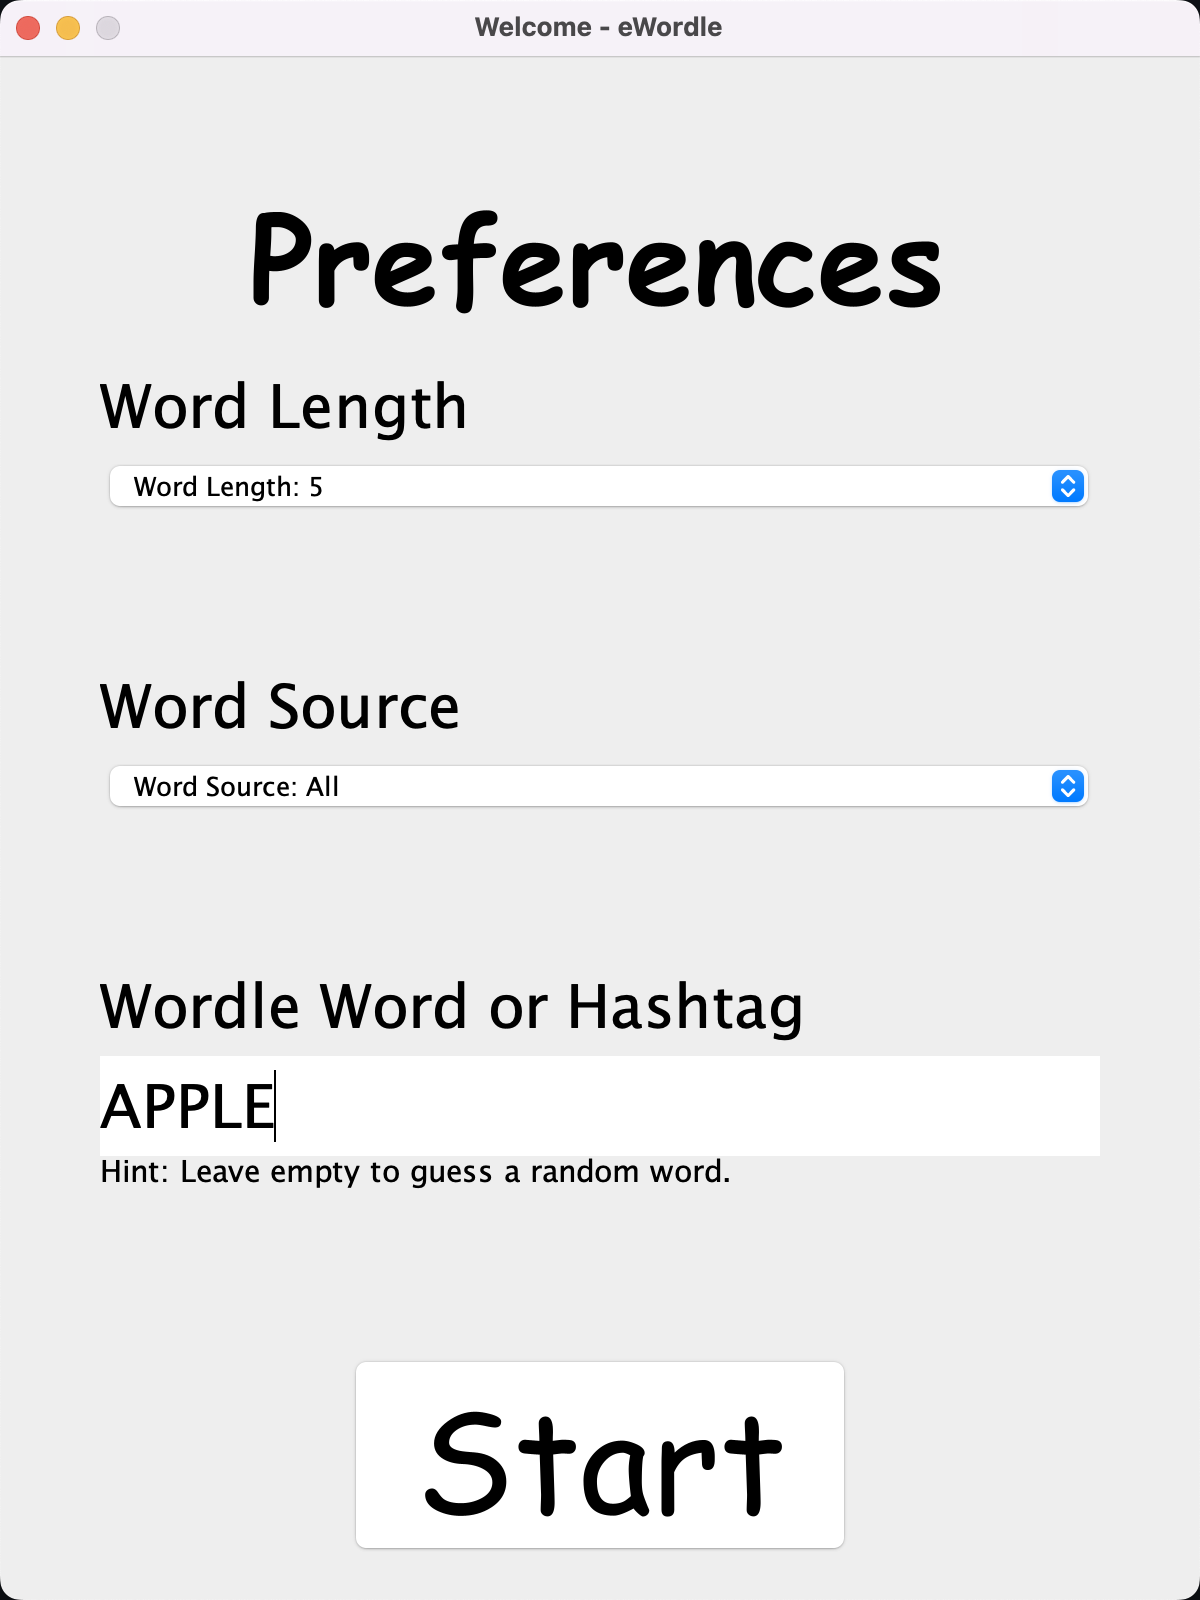 Welcome - eWordle
Preferences
Word Length
Word Length: 5
Word Source
Word Source: All
Wordle Word or Hashtag
APPLE
Hint: Leave empty to guess a random word.
Start